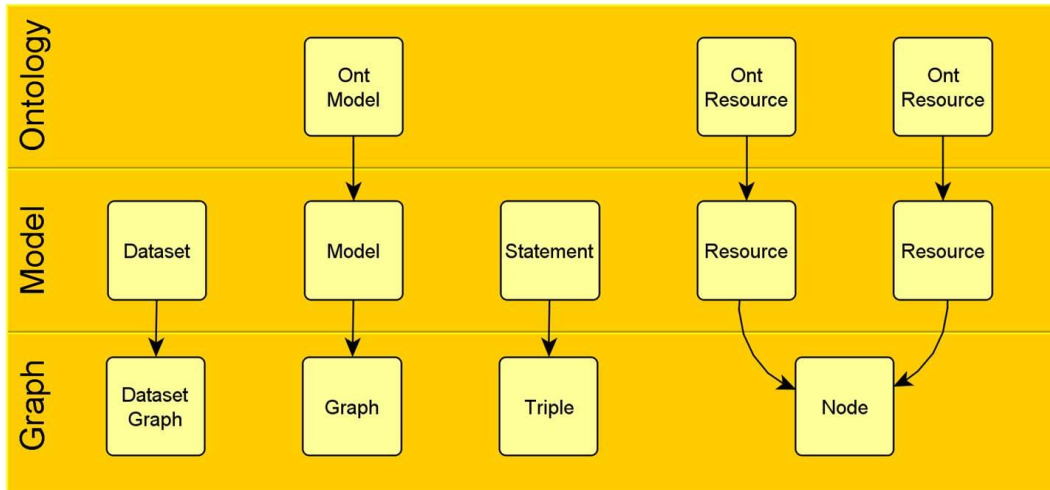 Ontology
Ont
Model
Ont
Resource
Ont
Resource
Model
Dataset
Model
Statement
Resource
Resource
Graph
Dataset
Graph
Graph
Triple
Node